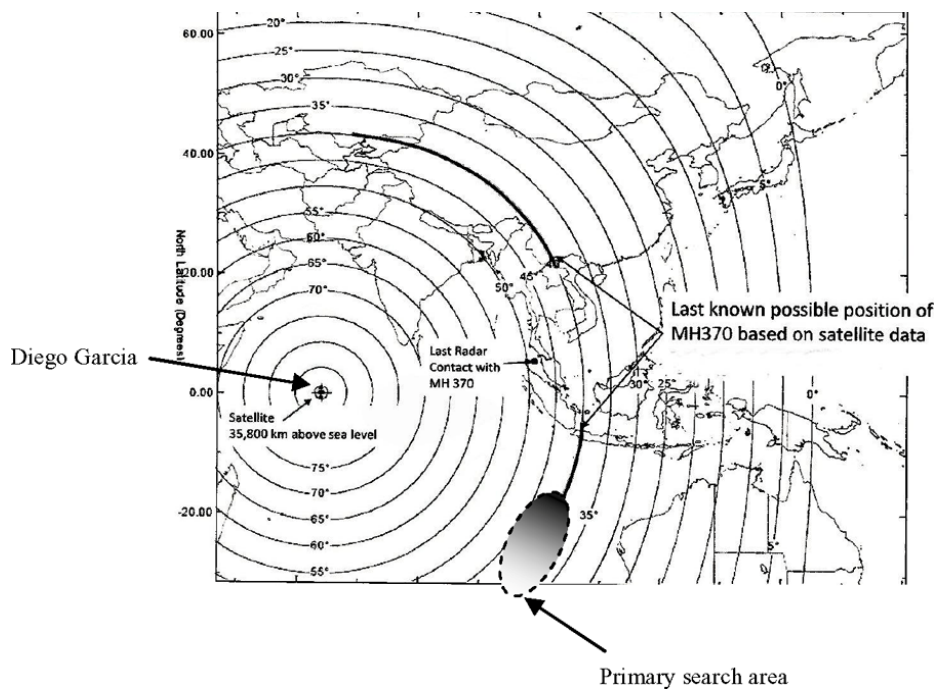 20°
25°
30°
35°
60.00
40.00
20.00
0.00
-20.00
North Latitude (Degrees)
55°
60°
65°
70°
50°
45°
40
0°
5°
Last known possible position of
MH370 based on satellite data
Diego Garcia
Last Radar
Contact with
MH 370
Satellite
35,800 km above sea level
30°
25°
0°
75°
70°
65°
60°
55°
35°
5°
Primary search area